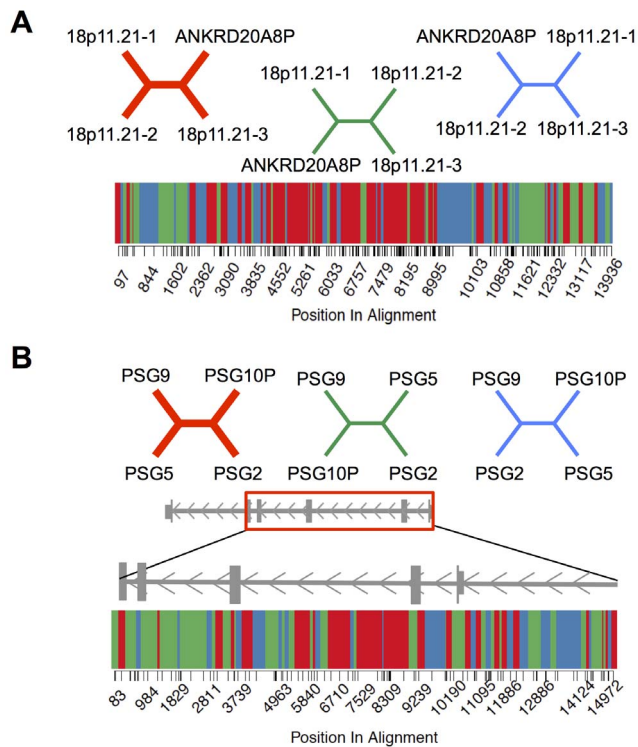 A
18p11.21-1 ANKRD20A8P
18p11.21-2 18p11.21-3
18p11.21-1 18p11.21-2
ANKRD20A8P 18p11.21-3
ANKRD20A8P 18p11.21-1
18p11.21-2 18p11.21-3
97 844 1602 2362 3090 3835 4552 5261 6033 6757 7479 8195 8995 10103 10858 11621 12332 13117 13936
Position In Alignment
B
PSG9 PSG10P PSG9 PSG5 PSG9 PSG10P
PSG5 PSG2 PSG10P PSG2 PSG2 PSG5
83 984 1829 2811 3739 4963 5840 6710 7529 8309 9239 10190 11095 11886 12886 14124 14972
Position In Alignment